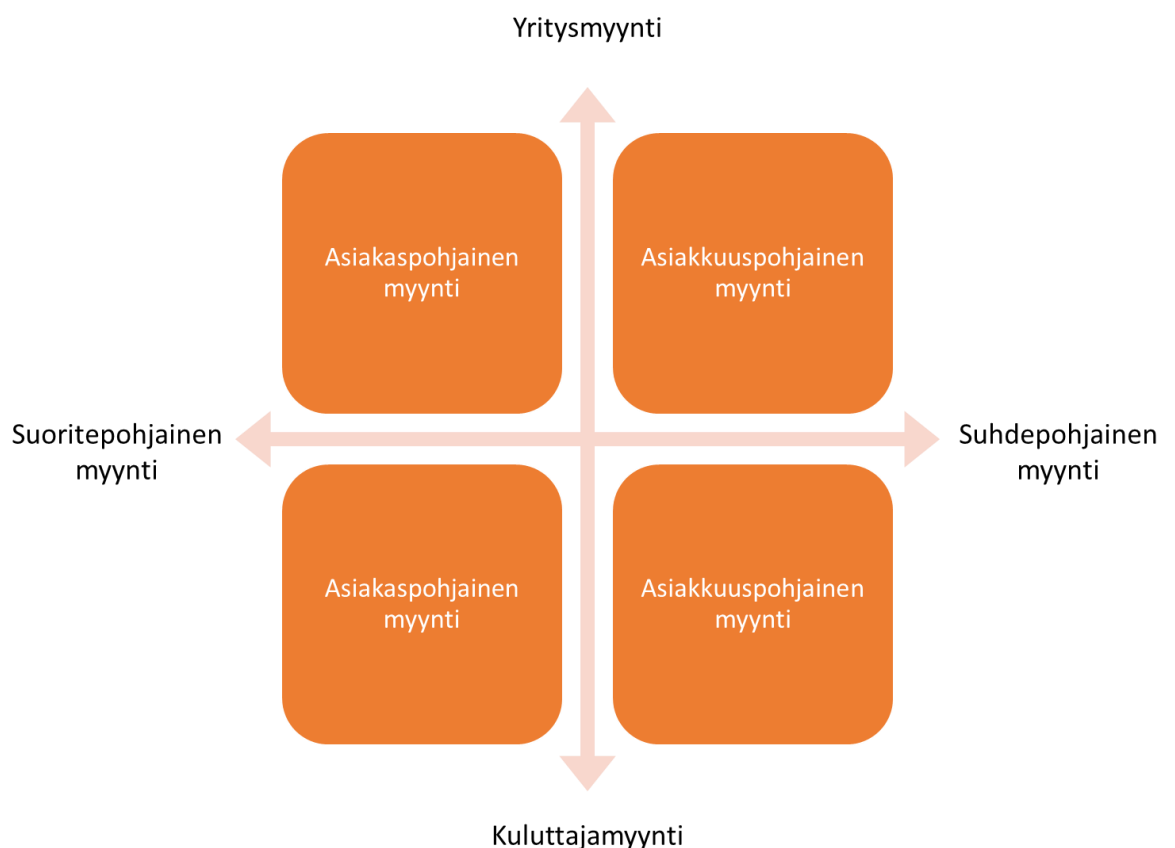 Yritysmyynti
Asiakaspohjainen
myynti
Asiakkuuspohjainen
myynti
Suoritepohjainen
myynti
Suhdepohjainen
myynti
Asiakaspohjainen
myynti
Asiakkuuspohjainen
myynti
Kuluttajamyynti